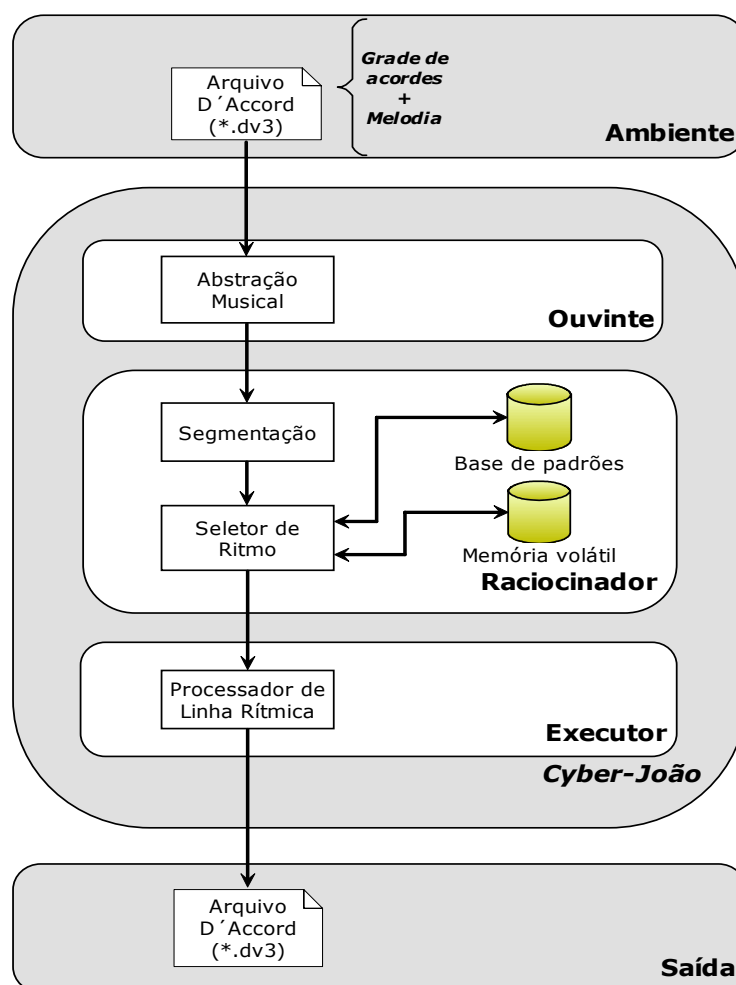 Arquivo
D´Accord
(*.dv3)
Grade de
acordes
+
Melodia
Ambiente
Abstração
Musical
Ouvinte
Segmentação
Base de padrões
Seletor de
Ritmo
Memória volátil
Raciocinador
Processador de
Linha Rítmica
Executor
Cyber-João
Arquivo
D´Accord
(*.dv3)
Saída